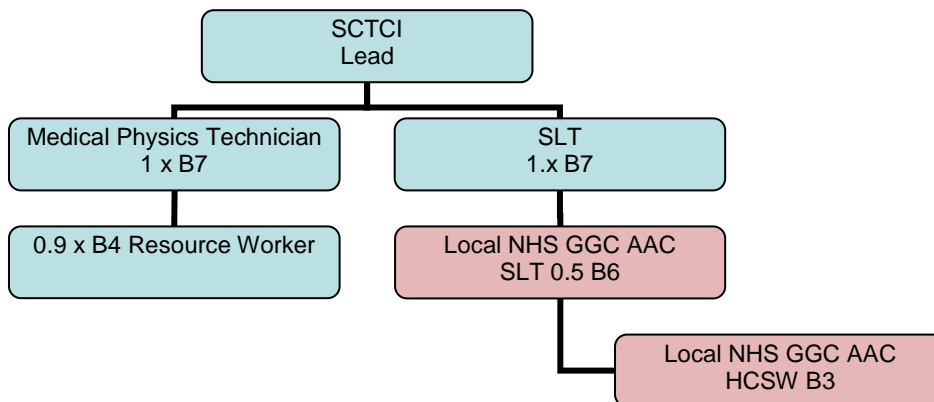 SCTCI
Lead
Medical Physics Technician
1 x B7
SLT
1.x B7
0.9 x B4 Resource Worker
Local NHS GGC AAC
SLT 0.5 B6
Local NHS GGC AAC
HCSW B3